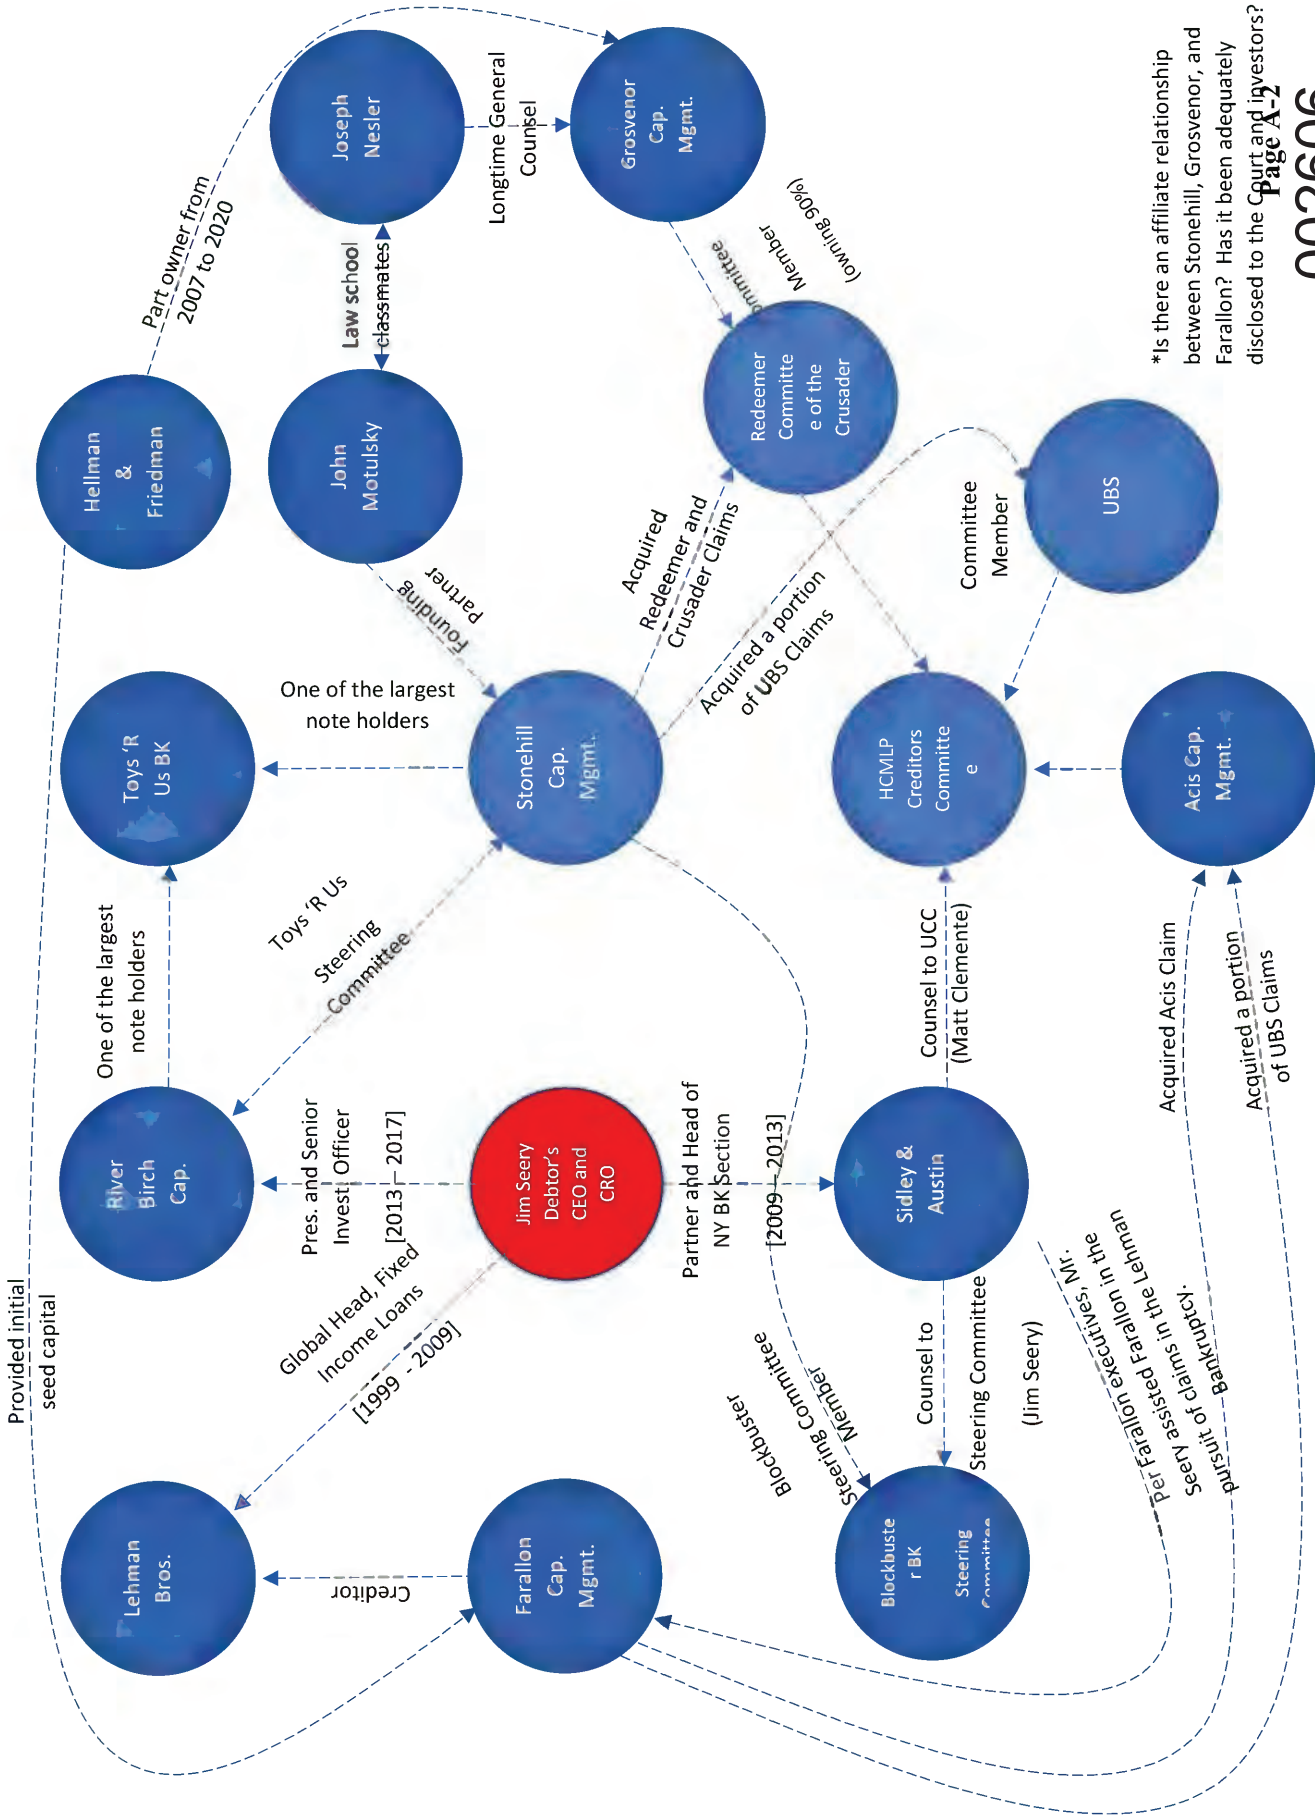 Provided initial
seed capital
Part owner from
2007 to 2020
Lehman
Bros.
River
Birch
Cap.
One of the largest
note holders
Toys ‘R
Us BK
Hellman
&
Friedman
Global Head, Fixed
Income Loans
[1999 - 2009]
Pres. and Senior
Invest Officer
[2013 – 2017]
Toys ‘R Us
Steering
Committee
One of the largest
note holders
Founding
Partner
John
Motulsky
Law school
classmates
Joseph
Nesler
Creditor
Longtime General
Counsel
Farallon
Cap.
Mgmt.
Jim Seery
Debtor's
CEO and
CRO
Stonehill
Cap.
Mgmt.
Grosvenor
Cap.
Mgmt.
Partner and Head of
NY BK Section
[2009 – 2013]
Acquired
Redeemer and
Crusader Claims
Member
(owning 90%)
Redeemer
Committe
e of the
Crusader
Acquired a portion
of UBS Claims
Blockbuster
Steering Committee
Member
Blockbuste
r BK
Steering
Committee
Counsel to
Steering Committee
(Jim Seery)
Sidley &
Austin
Counsel to UCC
(Matt Clemente)
HCMLP
Creditors
Committe
e
Committee
Member
UBS
Per Farallon executives, Mr.
Seery assisted Farallon in the
pursuit of claims in the Lehman
Bankruptcy.
Acquired Acis Claim
Acquired a portion
of UBS Claims
Acis Cap.
Mgmt.
*Is there an affiliate relationship
between Stonehill, Grosvenor, and
Farallon? Has it been adequately
disclosed to the Court and investors?
Page A-2